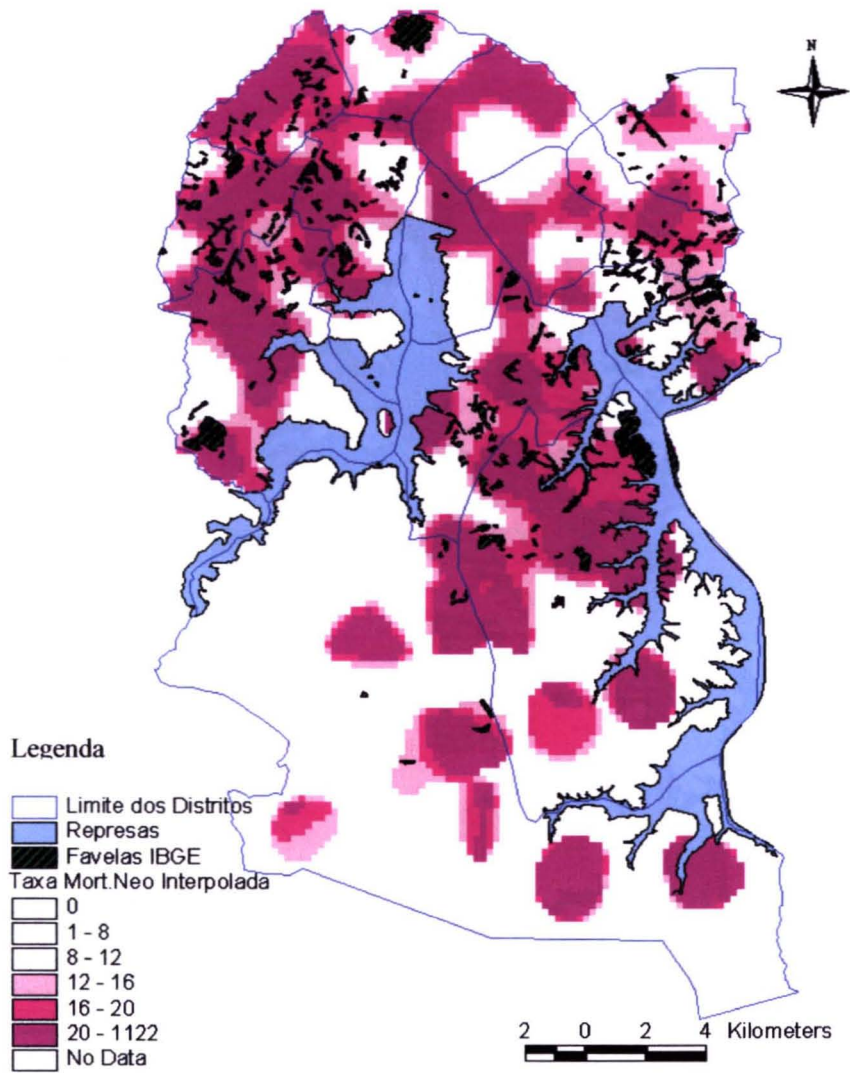 N
Legenda
Limite dos Distritos
Represas
Favelas IBGE
Taxa Mort.Neo Interpolada
0
1 - 8
8 - 12
12 - 16
16 - 20
20 - 1122
No Data
2 0 2 4 Kilometers